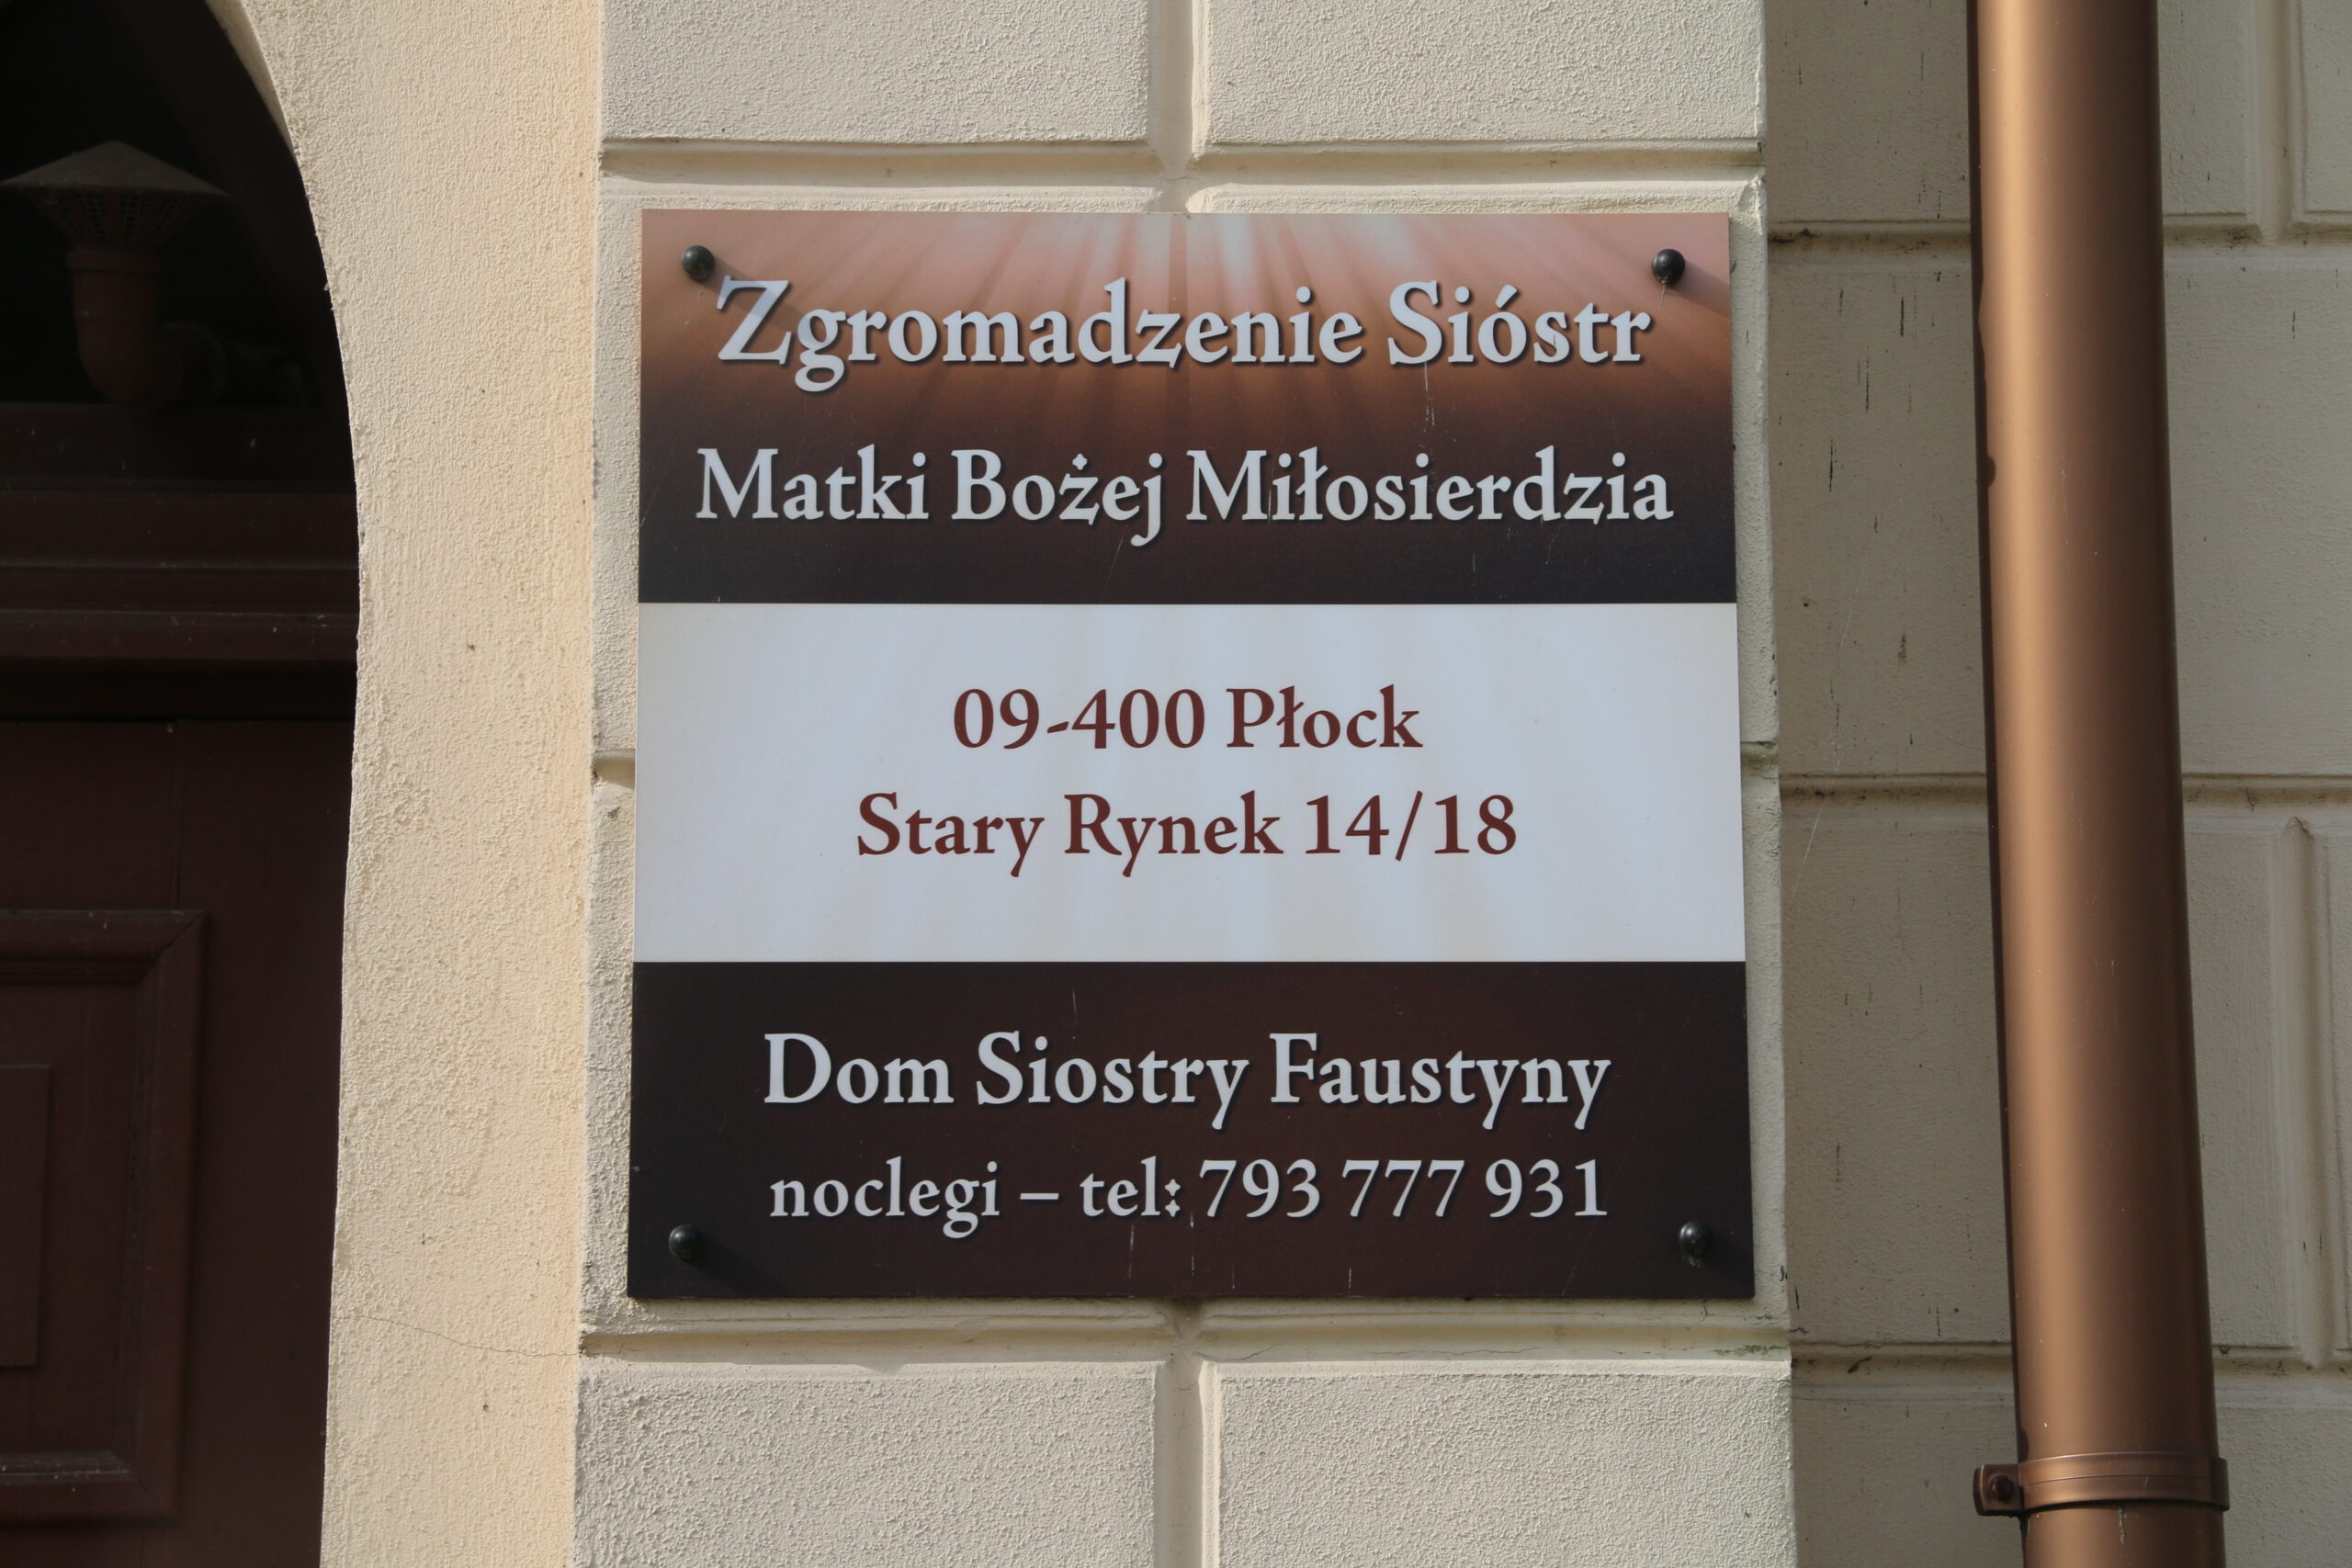 Zgromadzenie Sióstr
Matki Bożej Miłosierdzia
09-400 Płock
Stary Rynek 14/18
Dom Siostry Faustyny
noclegi – tel: 793 777 931